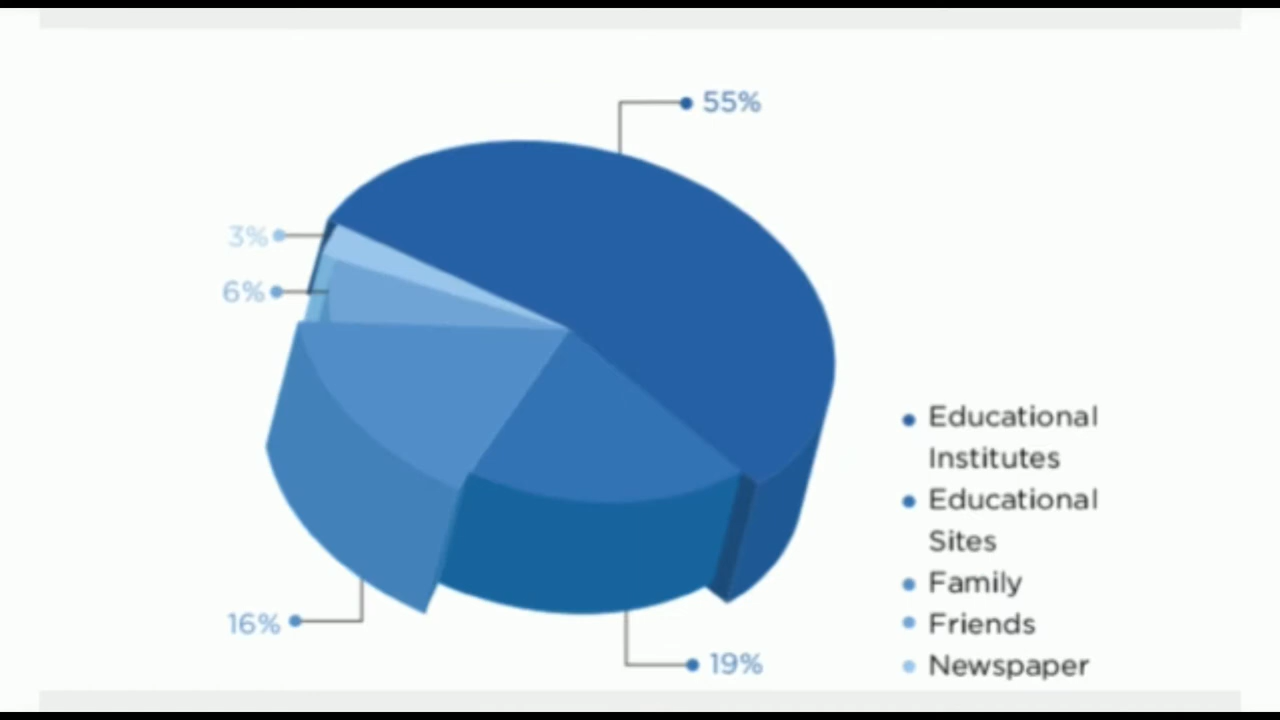 55%
3%
6%
16%
19%
Educational
Institutes
Educational
Sites
Family
Friends
Newspaper